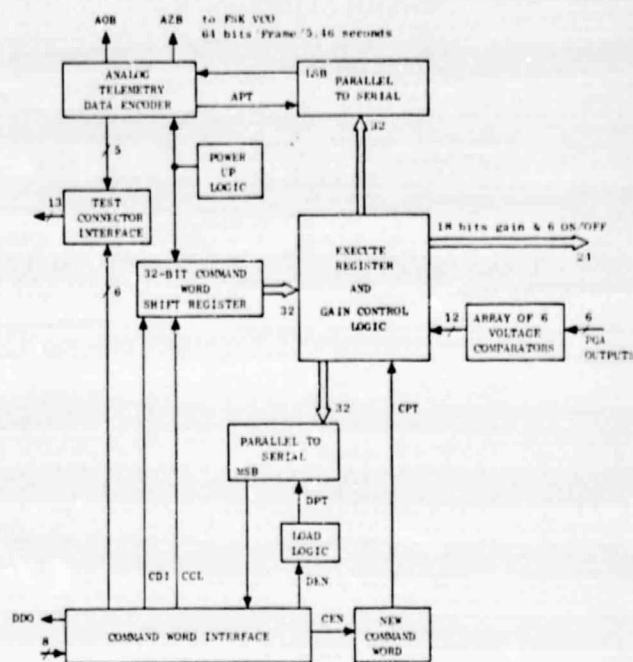 AOB AZB to FSK VCO
64 bits/Frame/5.46 seconds
ANALOG
TELEMETRY
DATA ENCODER
LSB
PARALLEL
TO SERIAL
APT
32
5
POWER
UP
LOGIC
13
TEST
CONNECTOR
INTERFACE
18 bits gain & 6 ON/OFF
24
EXECUTE
REGISTER
AND
GAIN CONTROL
LOGIC
32-BIT COMMAND
WORD
SHIFT REGISTER
32
6
12
ARRAY OF 6
VOLTAGE
COMPARATORS
6
PGA
OUTPUTS
32
CPT
PARALLEL TO
SERIAL
MSB
DPT
LOAD
LOGIC
CDI CCL
DEN
DDO
8
COMMAND WORD INTERFACE
CEN
NEW
COMMAND
WORD